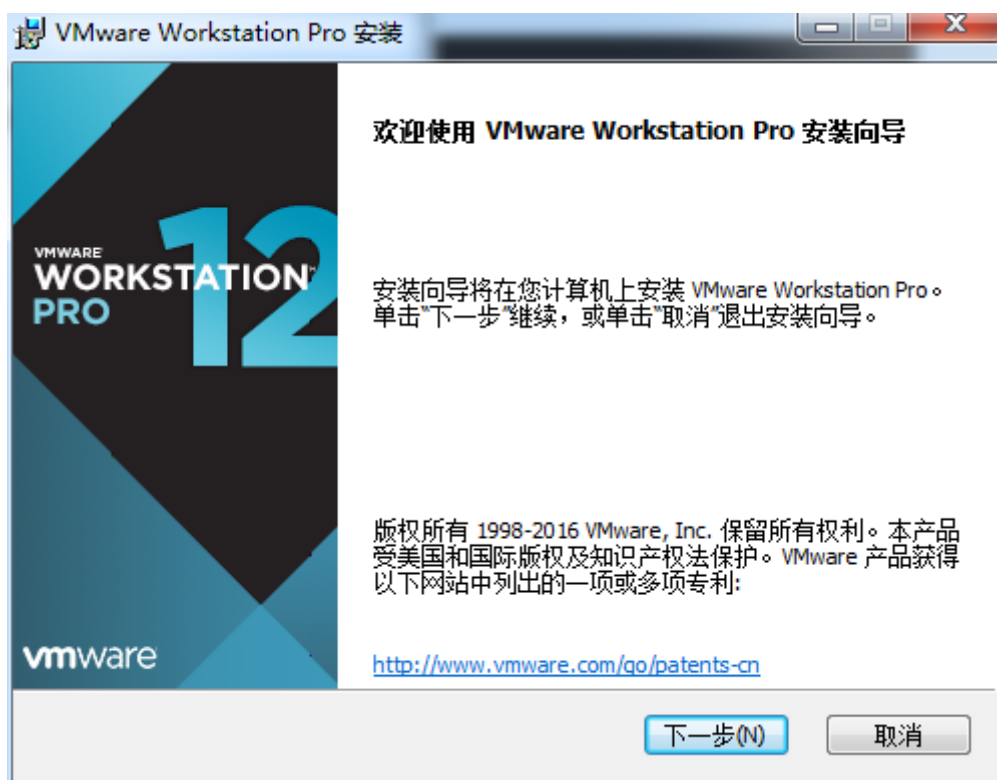 VMware Workstation Pro 安装
欢迎使用 VMware Workstation Pro 安装向导
VMWARE
12
WORKSTATION™
PRO
安装向导将在您计算机上安装 VMware Workstation Pro。
单击“下一步”继续，或单击“取消”退出安装向导。
版权所有 1998-2016 VMware, Inc. 保留所有权利。本产品
受美国和国际版权及知识产权法保护。VMware 产品获得
以下网站中列出的一项或多项专利:
vmware
http://www.vmware.com/go/patents-cn
下一步(N)
取消